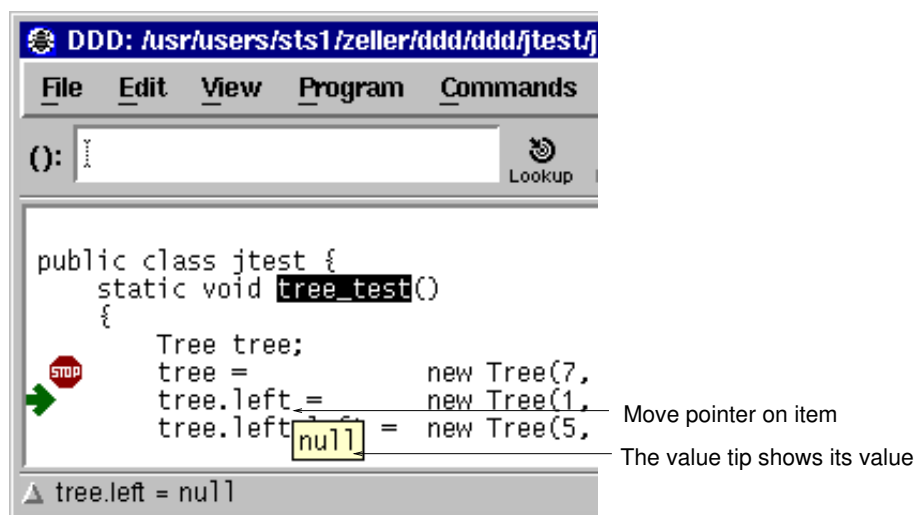 DDD: /usr/users/sts1/zeller/ddd/ddd/jtest/j
File Edit View Program Commands
():
Lookup
public class jtest {
static void tree_test()
{
Tree tree;
STOP
tree = new Tree(7,
tree.left = new Tree(1,
tree.left = new Tree(5,
null
Move pointer on item
The value tip shows its value
tree.left = null